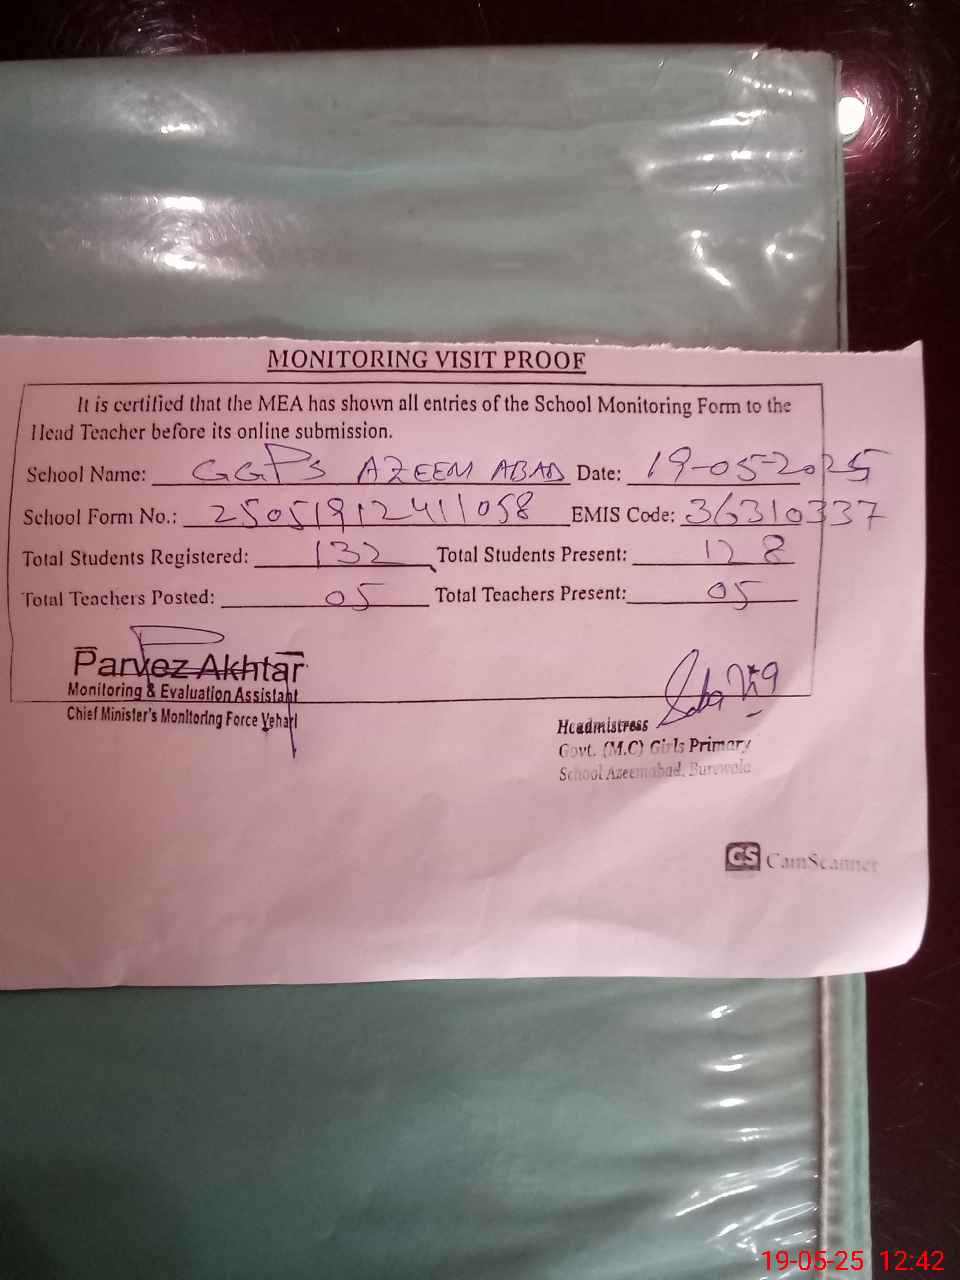 MONITORING VISIT PROOF
It is certified that the MEA has shown all entries of the School Monitoring Form to the
Head Teacher before its online submission.
School Name: GGPS AZEEM ABAD Date: 19-05-2025
School Form No.: 25051912411058 EMIS Code: 36310337
Total Students Registered: 132 Total Students Present: 128
Total Teachers Posted: 05 Total Teachers Present: 05
Parvez Akhtar
Monitoring & Evaluation Assistant
Chief Minister's Monitoring Force Vehari
Headmistress
Govt. (M.C) Girls Primary
School Azeemabad, Burewala
CS CamScanner
19-05-25 12:42